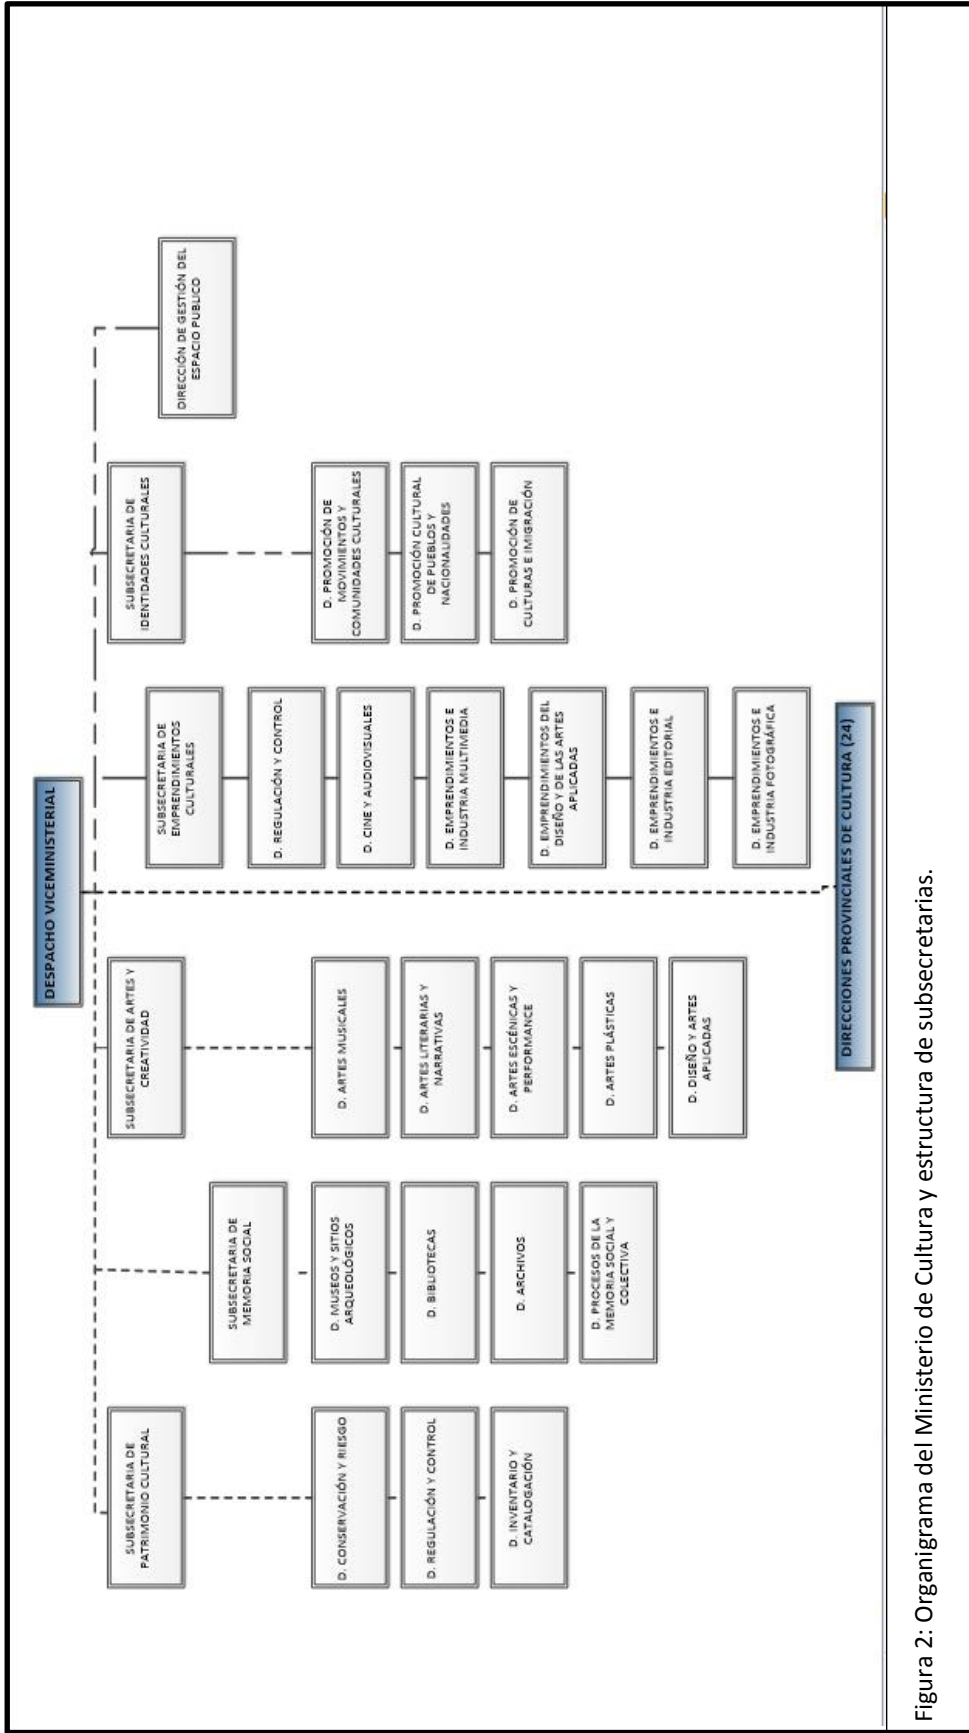 DESPACHO VICEMINISTERIAL
SUBSECRETARIA DE
PATRIMONIO CULTURAL
D. CONSERVACIÓN Y RIESGO
D. REGULACIÓN Y CONTROL
D. INVENTARIO Y
CATALOGACIÓN
SUBSECRETARIA DE
MEMORIA SOCIAL
D. MUSEOS Y SITIOS
ARQUEOLÓGICOS
D. BIBLIOTECAS
D. ARCHIVOS
D. PROCESOS DE LA
MEMORIA SOCIAL Y
COLECTIVA
SUBSECRETARIA DE ARTES Y
CREATIVIDAD
D. ARTES MUSICALES
D. ARTES LITERARIAS Y
NARRATIVAS
D. ARTES ESCÉNICAS Y
PERFORMANCE
D. ARTES PLÁSTICAS
D. DISEÑO Y ARTES
APLICADAS
SUBSECRETARIA DE
EMPRENDIMIENTOS
CULTURALES
D. REGULACIÓN Y CONTROL
D. CINE Y AUDIOVISUALES
D. EMPRENDIMIENTOS E
INDUSTRIA MULTIMEDIA
D. EMPRENDIMIENTOS DEL
DISEÑO Y DE LAS ARTES
APLICADAS
D. EMPRENDIMIENTOS E
INDUSTRIA EDITORIAL
D. EMPRENDIMIENTOS E
INDUSTRIA FOTOGRÁFICA
SUBSECRETARIA DE
IDENTIDADES CULTURALES
D. PROMOCIÓN DE
MOVIMIENTOS Y
COMUNIDADES CULTURALES
D. PROMOCIÓN CULTURAL
DE PUEBLOS Y
NACIONALIDADES
D. PROMOCIÓN DE
CULTURAS E IMIGRACIÓN
DIRECCIÓN DE GESTIÓN DEL
ESPACIO PUBLICO
DIRECCIONES PROVINCIALES DE CULTURA (24)
Figura 2: Organigrama del Ministerio de Cultura y estructura de subsecretarias.